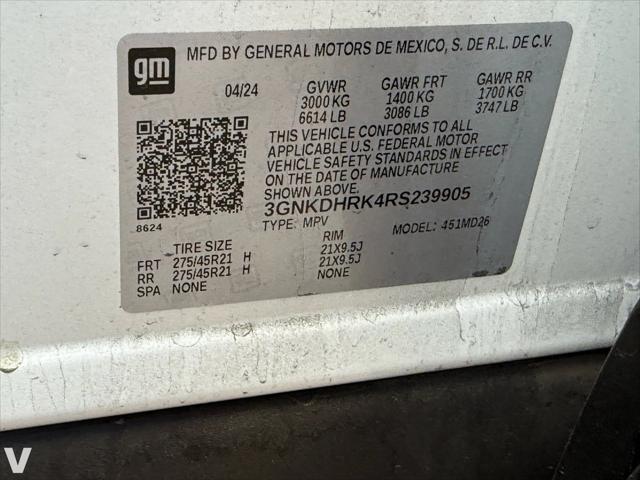 gm
MFD BY GENERAL MOTORS DE MEXICO, S. DE R.L. DE C.V.
04/24 GVWR GAWR FRT GAWR RR
3000 KG 1400 KG 1700 KG
6614 LB 3086 LB 3747 LB
THIS VEHICLE CONFORMS TO ALL
APPLICABLE U.S. FEDERAL MOTOR
VEHICLE SAFETY STANDARDS IN EFFECT
ON THE DATE OF MANUFACTURE
SHOWN ABOVE.
3GNKDHRK4RS239905
8624
TYPE: MPV MODEL: 451MD26
TIRE SIZE RIM
FRT 275/45R21 H 21X9.5J
RR 275/45R21 H 21X9.5J
SPA NONE NONE
V